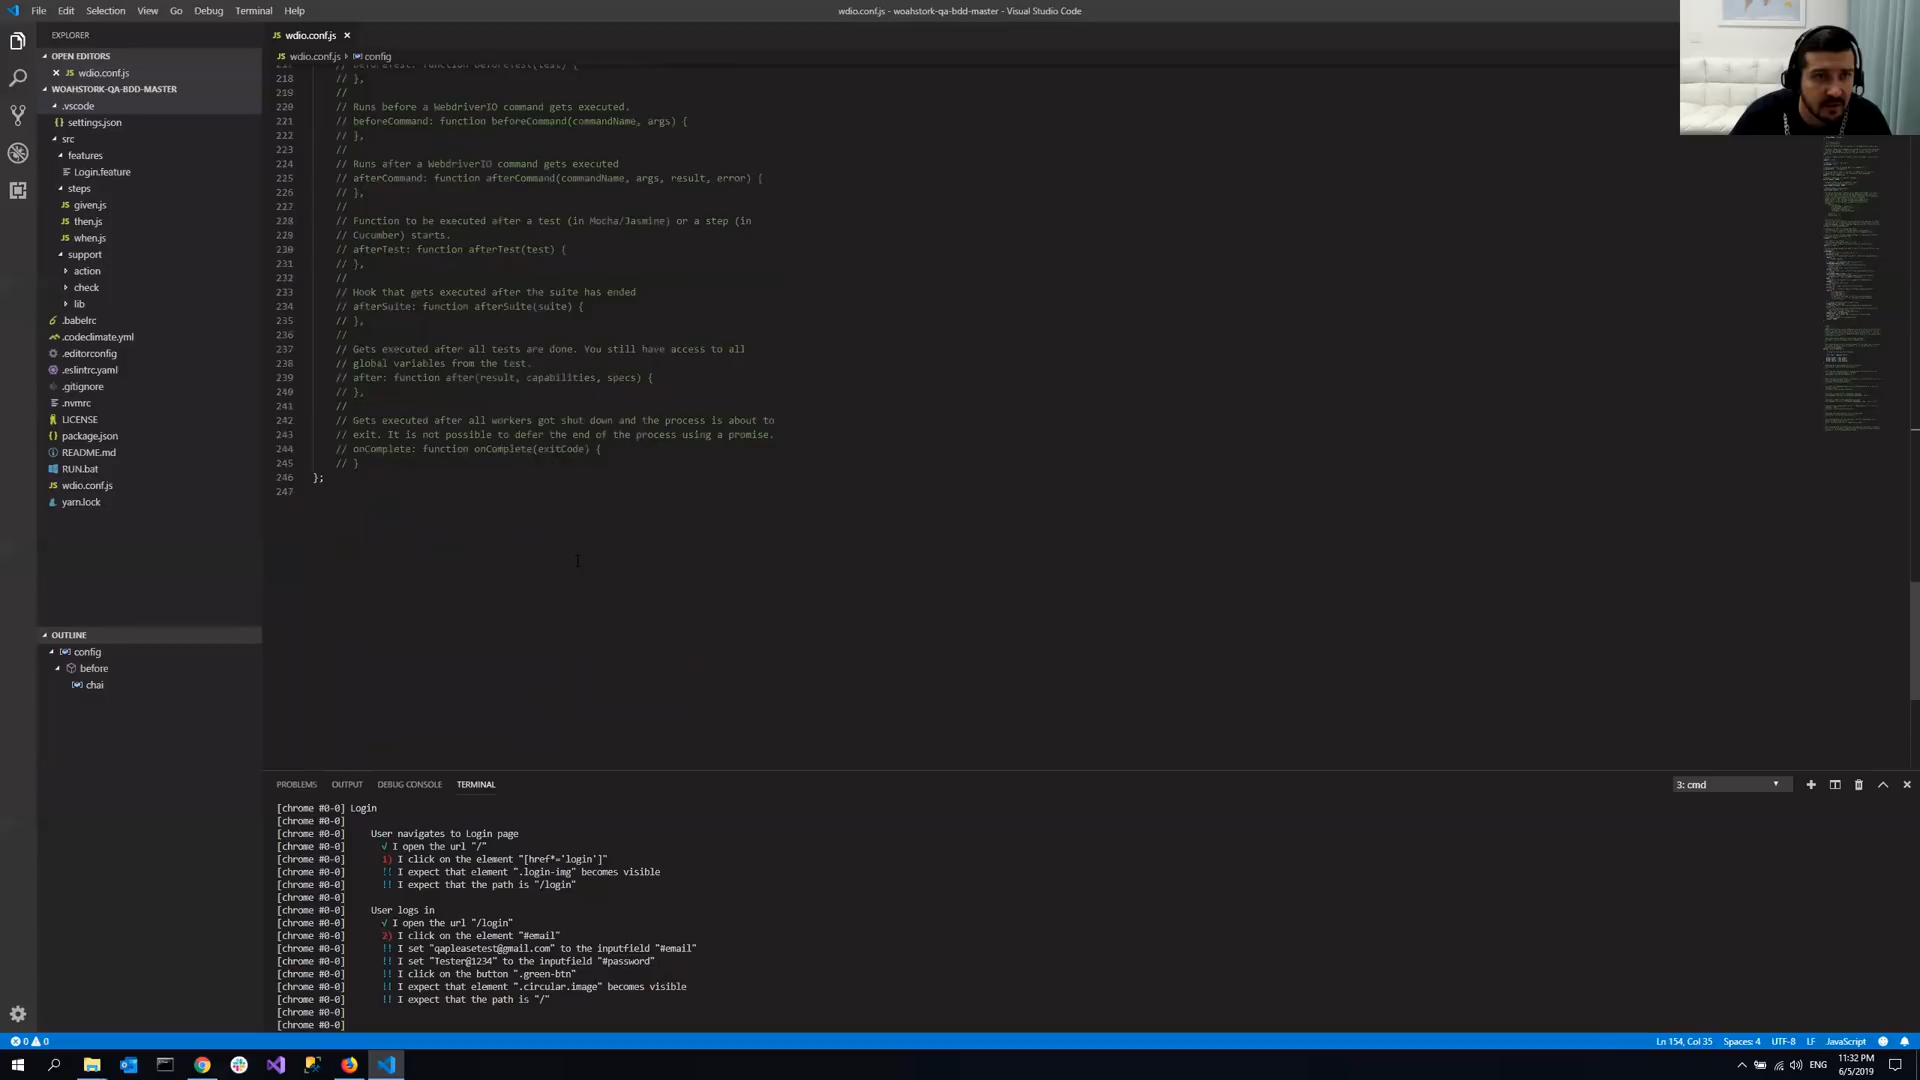 File Edit Selection View Go Debug Terminal Help
wdio.conf.js - woahstork-qa-bdd-master - Visual Studio Code
EXPLORER
OPEN EDITORS
JS wdio.conf.js
WOAHSTORK-QA-BDD-MASTER
.vscode
{} settings.json
src
features
Login.feature
steps
JS given.js
JS then.js
JS when.js
support
action
check
lib
.babelrc
.codeclimate.yml
.editorconfig
.eslintrc.yaml
.gitignore
.nvmrc
LICENSE
{} package.json
README.md
RUN.bat
JS wdio.conf.js
yarn.lock
OUTLINE
config
before
chai
JS wdio.conf.js
JS wdio.conf.js config
217 // beforeTest: function beforeTest(test) {
218 // },
219 //
220 // Runs before a WebdriverIO command gets executed.
221 // beforeCommand: function beforeCommand(commandName, args) {
222 // },
223 //
224 // Runs after a WebdriverIO command gets executed
225 // afterCommand: function afterCommand(commandName, args, result, error) {
226 // },
227 //
228 // Function to be executed after a test (in Mocha/Jasmine) or a step (in
229 // Cucumber) starts.
230 // afterTest: function afterTest(test) {
231 // },
232 //
233 // Hook that gets executed after the suite has ended
234 // afterSuite: function afterSuite(suite) {
235 // },
236 //
237 // Gets executed after all tests are done. You still have access to all
238 // global variables from the test.
239 // after: function after(result, capabilities, specs) {
240 // },
241 //
242 // Gets executed after all workers got shut down and the process is about to
243 // exit. It is not possible to defer the end of the process using a promise.
244 // onComplete: function onComplete(exitCode) {
245 // }
246 };
247
PROBLEMS OUTPUT DEBUG CONSOLE TERMINAL
3: cmd
[chrome #0-0] Login
[chrome #0-0]
[chrome #0-0] User navigates to Login page
[chrome #0-0] √ I open the url "/"
[chrome #0-0] 1) I click on the element "[href*='login']"
[chrome #0-0] !! I expect that element ".login-img" becomes visible
[chrome #0-0] !! I expect that the path is "/login"
[chrome #0-0]
[chrome #0-0] User logs in
[chrome #0-0] √ I open the url "/login"
[chrome #0-0] 2) I click on the element "#email"
[chrome #0-0] !! I set "qapleasetest@gmail.com" to the inputfield "#email"
[chrome #0-0] !! I set "Tester@1234" to the inputfield "#password"
[chrome #0-0] !! I click on the button ".green-btn"
[chrome #0-0] !! I expect that element ".circular.image" becomes visible
[chrome #0-0] !! I expect that the path is "/"
[chrome #0-0]
[chrome #0-0]
0 0
Ln 154, Col 35 Spaces: 4 UTF-8 LF JavaScript
ENG
11:32 PM
6/5/2019